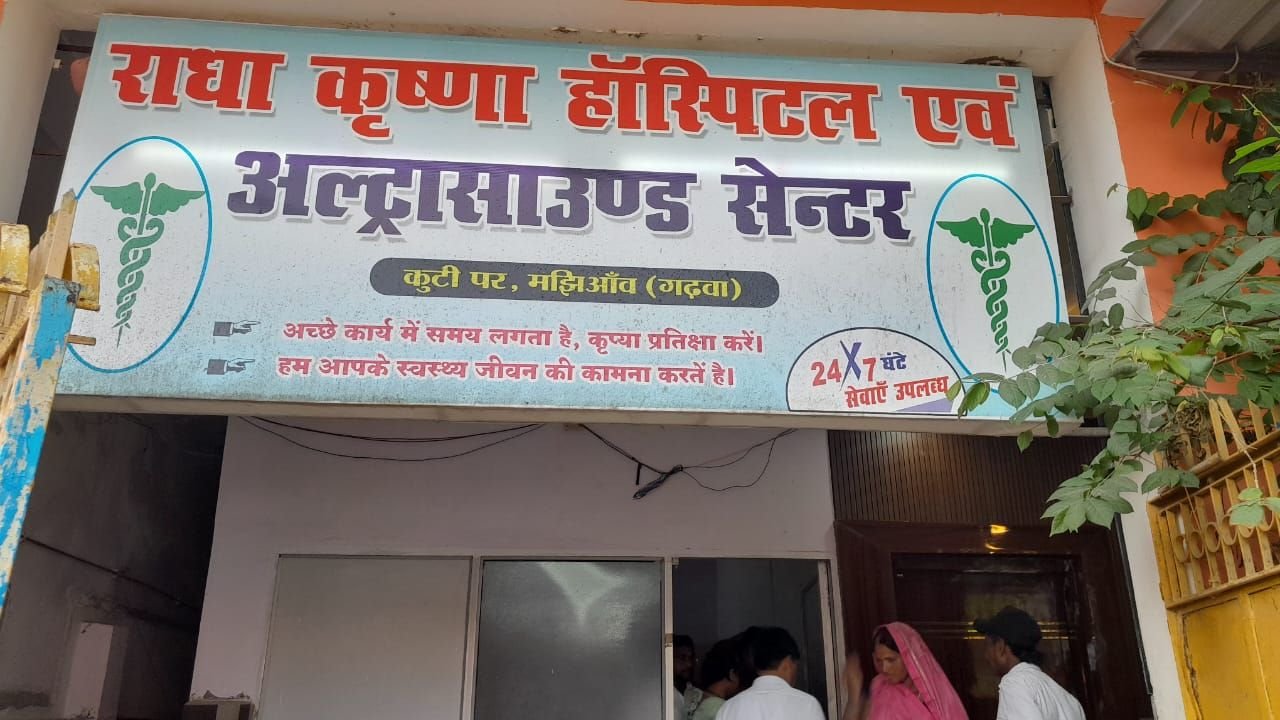 राधा कृष्णा हॉस्पिटल एवं
अल्ट्रासाउण्ड सेन्टर
कुटी पर, मझिआँव (गढ़वा)
अच्छे कार्य में समय लगता है, कृप्या प्रतिक्षा करें।
हम आपके स्वस्थ्य जीवन की कामना करतें है।
24X7 घंटे
सेवाएँ उपलब्ध